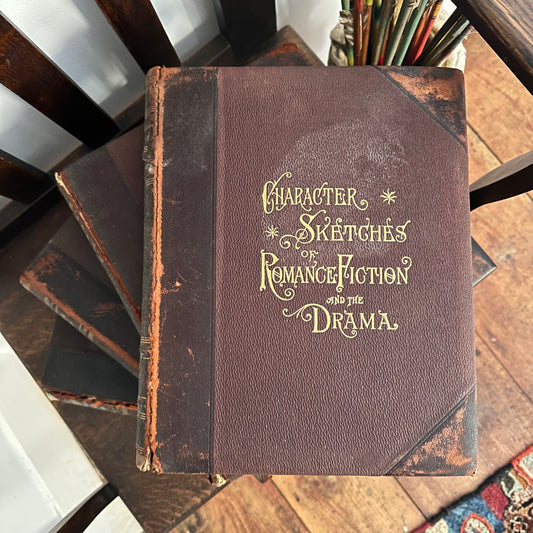 Character
Sketches
of
Romance Fiction
and the
Drama.